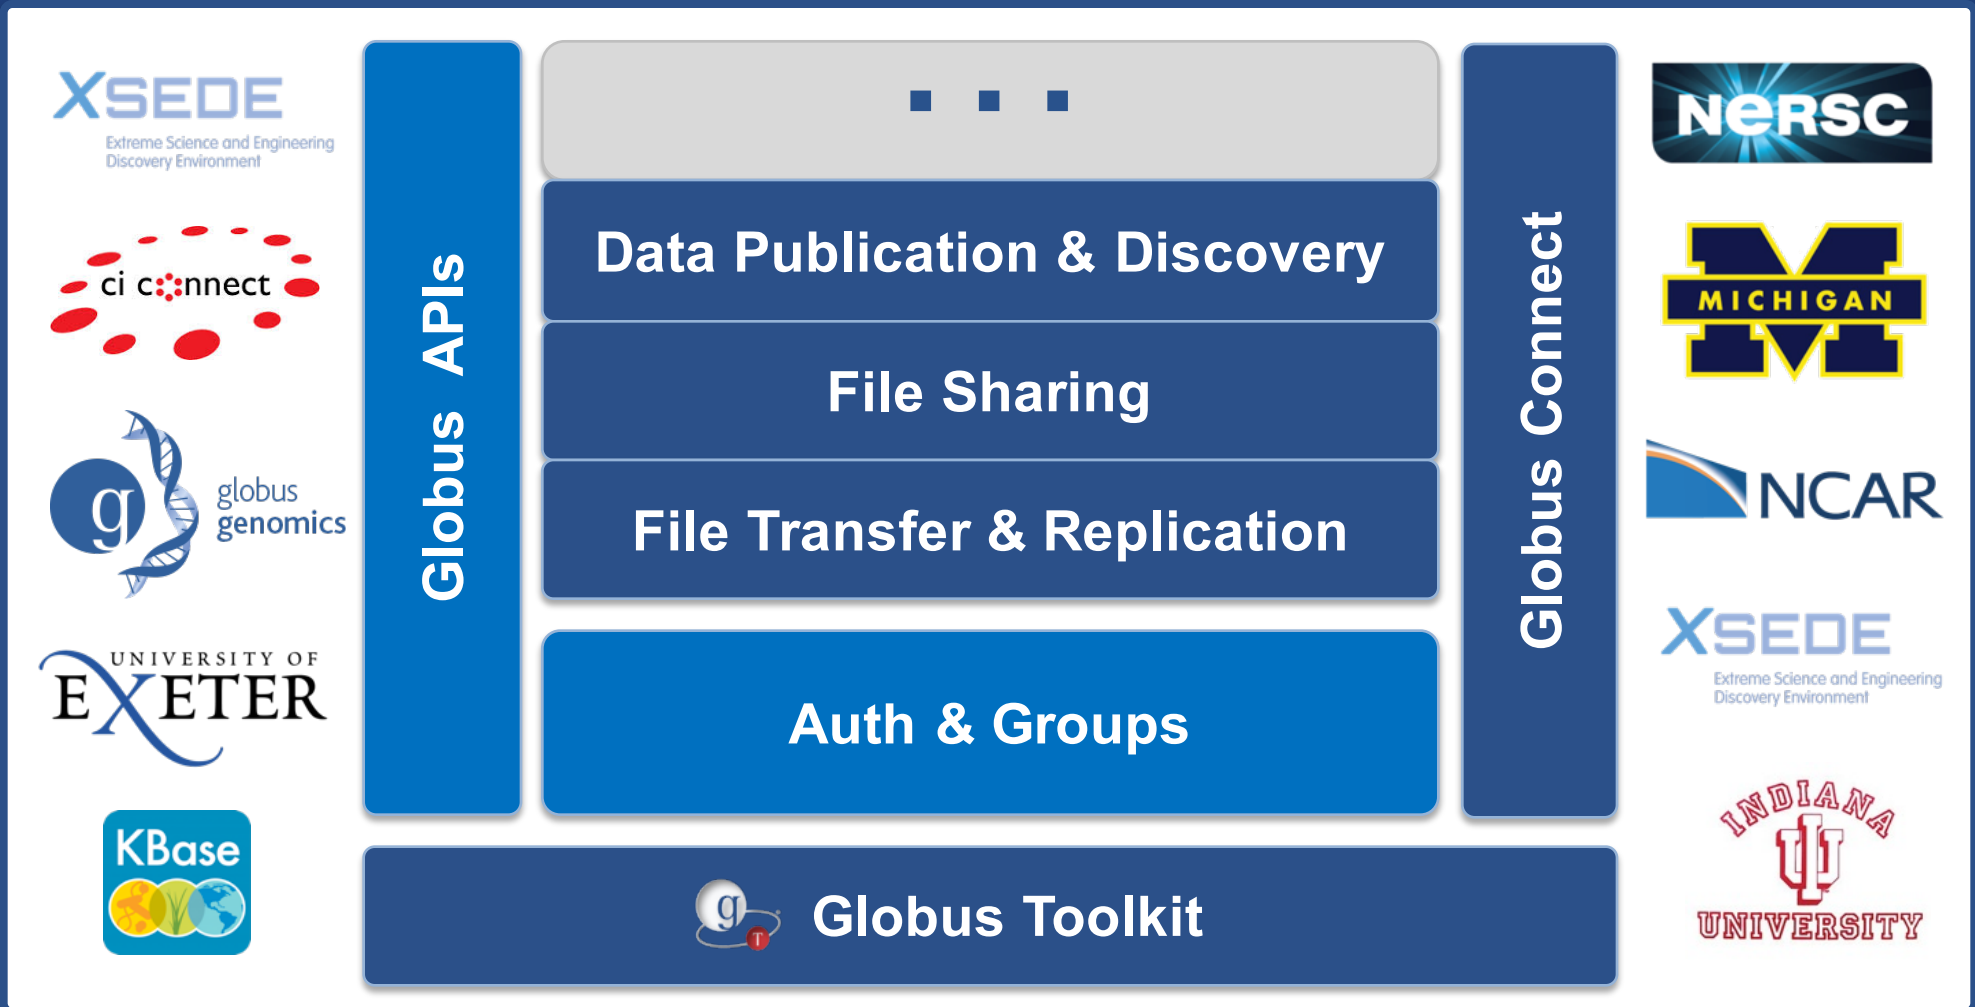 XSEDE
Extreme Science and Engineering
Discovery Environment
ci connect
g
globus
genomics
UNIVERSITY OF
EXETER
KBase
Globus APIs
...
Data Publication & Discovery
File Sharing
File Transfer & Replication
Auth & Groups
g
T
Globus Toolkit
Globus Connect
NERSC
M
MICHIGAN
NCAR
XSEDE
Extreme Science and Engineering
Discovery Environment
INDIANA
IU
UNIVERSITY